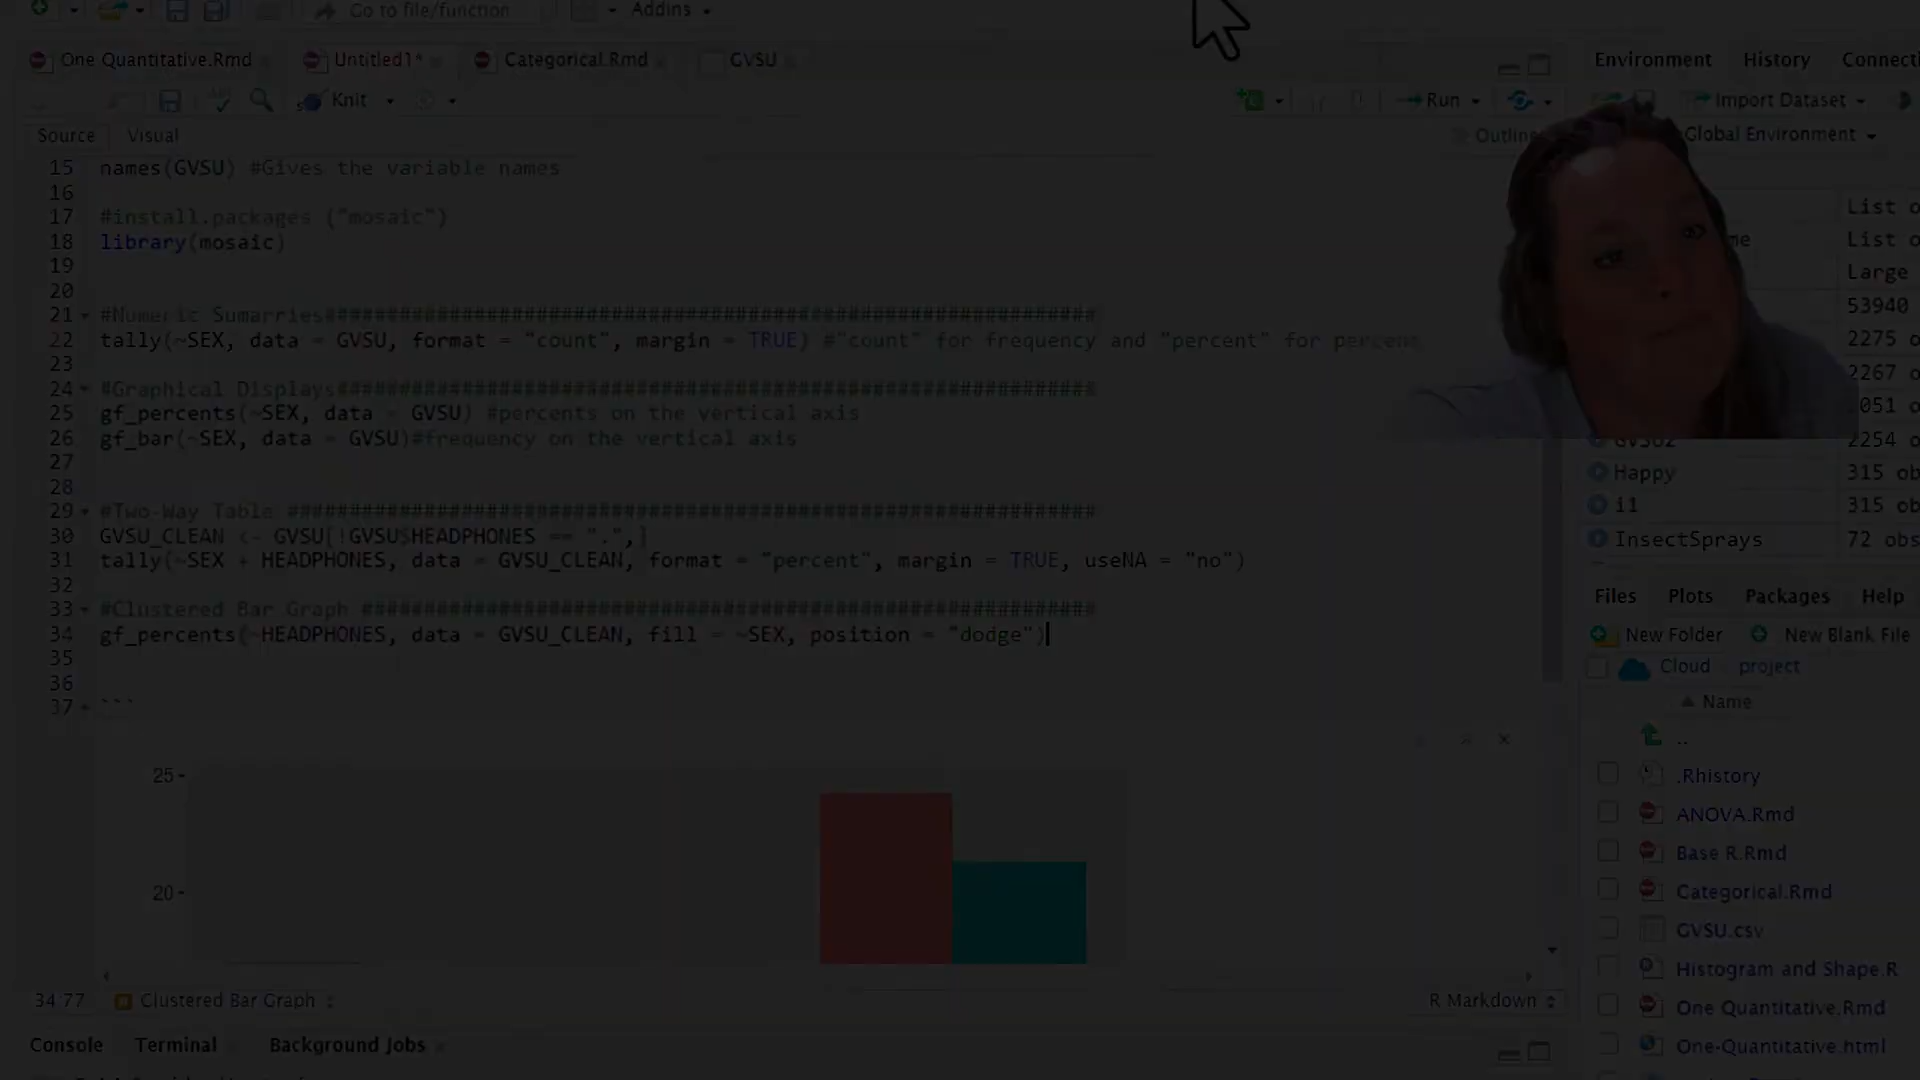 Go to file/function
Addins
One Quantitative.Rmd
Untitled1*
Categorical.Rmd
GVSU
Environment
History
Connect
Knit
Run
Import Dataset
Source
Visual
Outline
Global Environment
15 names(GVSU) #Gives the variable names
16
17 #install.packages ("mosaic")
18 library(mosaic)
19
20
21 #Numeric Sumarries##############################################################
22 tally(~SEX, data = GVSU, format = "count", margin = TRUE) #"count" for frequency and "percent" for percent
23
24 #Graphical Displays#############################################################
25 gf_percents(~SEX, data = GVSU) #percents on the vertical axis
26 gf_bar(~SEX, data = GVSU)#frequency on the vertical axis
27
28
29 #Two-Way Table #################################################################
30 GVSU_CLEAN <- GVSU[!GVSU$HEADPHONES == ".",]
31 tally(~SEX + HEADPHONES, data = GVSU_CLEAN, format = "percent", margin = TRUE, useNA = "no")
32
33 #Clustered Bar Graph ###########################################################
34 gf_percents(~HEADPHONES, data = GVSU_CLEAN, fill = ~SEX, position = "dodge")
35
36
37 ```
List o
me List o
Large
53940
2275 o
2267 o
2051 o
GVSU2 2254 o
Happy 315 ob
i1 315 o
InsectSprays 72 obs
Files
Plots
Packages
Help
New Folder
New Blank File
Cloud
project
Name
..
.Rhistory
ANOVA.Rmd
Base R.Rmd
Categorical.Rmd
GVSU.csv
Histogram and Shape.R
One Quantitative.Rmd
One-Quantitative.html
25
20
34:77
Clustered Bar Graph
R Markdown
Console
Terminal
Background Jobs